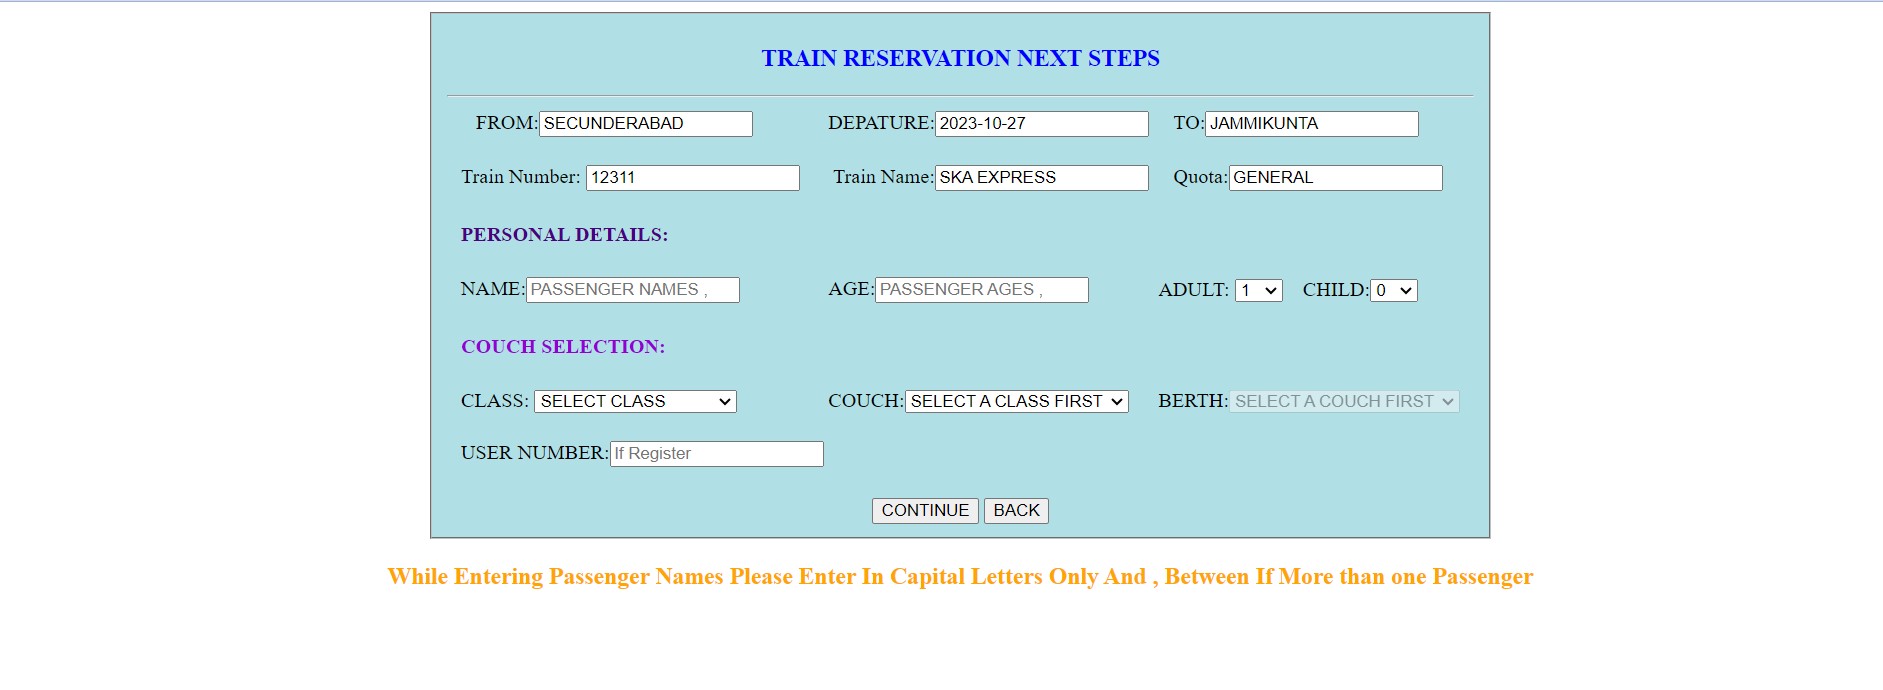 TRAIN RESERVATION NEXT STEPS
FROM: SECUNDERABAD DEPATURE: 2023-10-27 TO: JAMMIKUNTA
Train Number: 12311 Train Name: SKA EXPRESS Quota: GENERAL
PERSONAL DETAILS:
NAME: PASSENGER NAMES , AGE: PASSENGER AGES , ADULT: 1 CHILD: 0
COUCH SELECTION:
CLASS: SELECT CLASS COUCH: SELECT A CLASS FIRST BERTH: SELECT A COUCH FIRST
USER NUMBER: If Register
CONTINUE BACK
While Entering Passenger Names Please Enter In Capital Letters Only And , Between If More than one Passenger